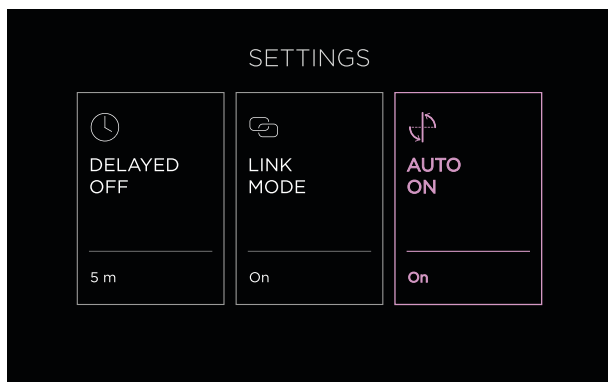 SETTINGS
DELAYED
OFF
5 m
LINK
MODE
On
AUTO
ON
On